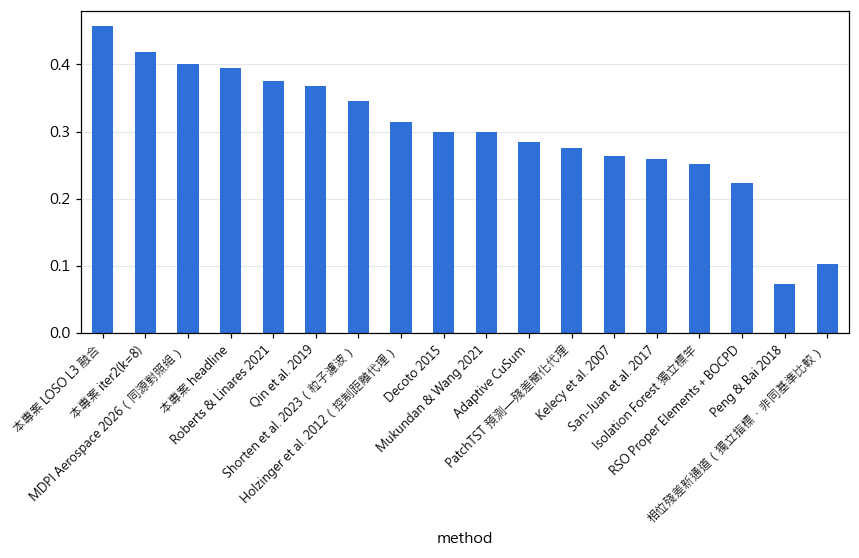 0.4
0.3
0.2
0.1
0.0
本專案 LOSO L3 融合
本專案 iter2(k=8)
MDPI Aerospace 2026（同源對照組）
本專案 headline
Roberts & Linares 2021
Qin et al. 2019
Shorten et al. 2023（粒子濾波）
Holzinger et al. 2012（控制距離代理）
Decoto 2015
Mukundan & Wang 2021
Adaptive CuSum
PatchTST 預測—殘差簡化代理
Kelecy et al. 2007
San-Juan et al. 2017
Isolation Forest 獨立標竿
RSO Proper Elements + BOCPD
Peng & Bai 2018
相位殘差新通道（獨立指標．非同基準比較）
method